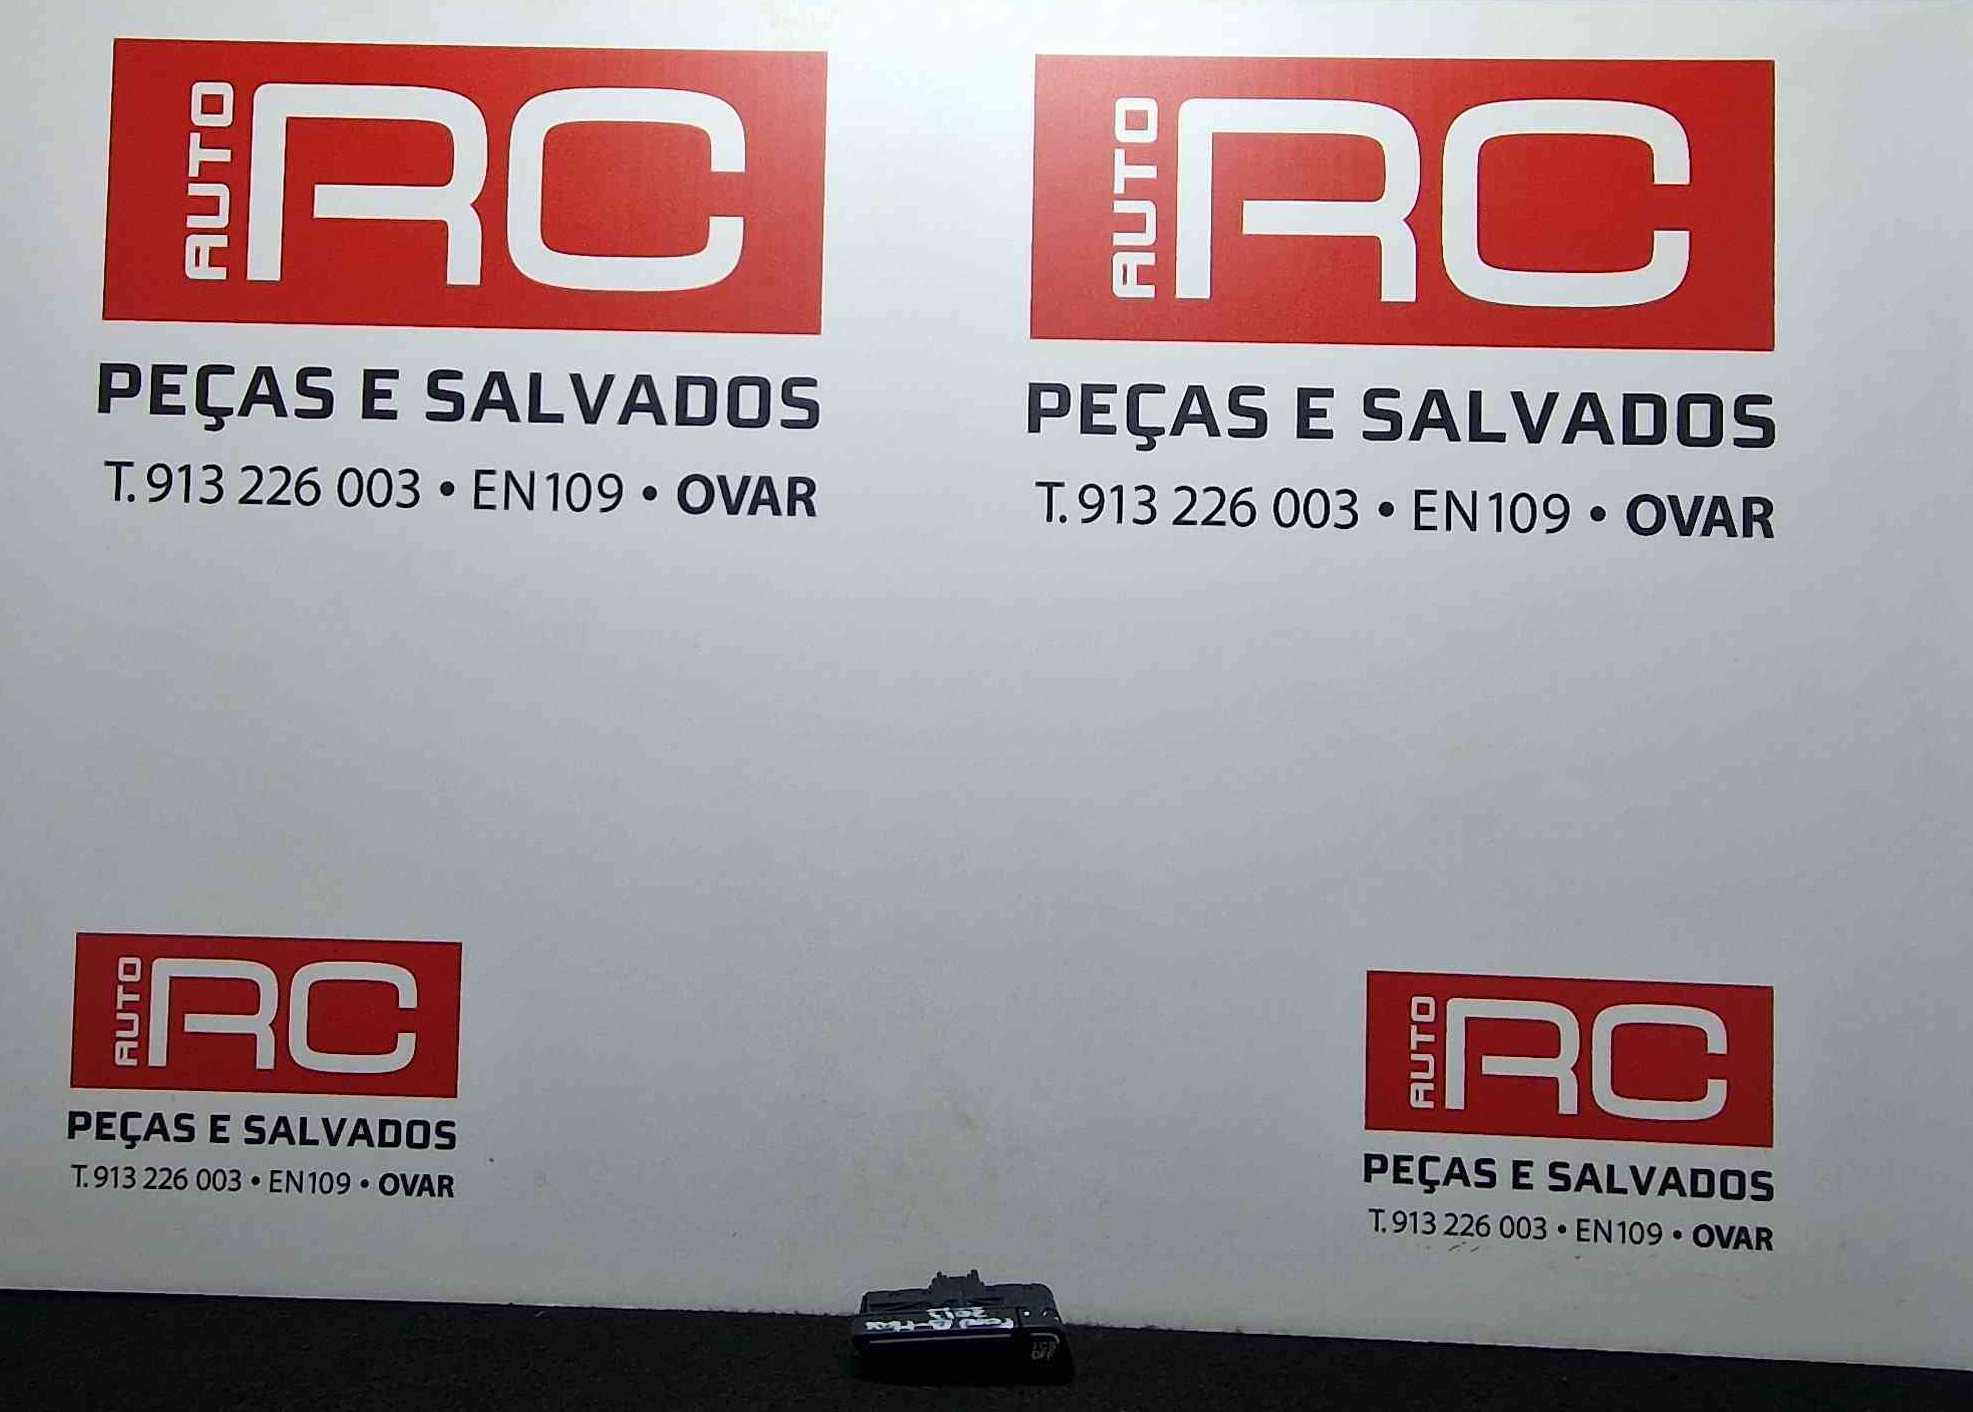 AUTO RC
PEÇAS E SALVADOS
T. 913 226 003 • EN109 • OVAR
AUTO RC
PEÇAS E SALVADOS
T. 913 226 003 • EN109 • OVAR
AUTO RC
PEÇAS E SALVADOS
T. 913 226 003 • EN109 • OVAR
AUTO RC
PEÇAS E SALVADOS
T. 913 226 003 • EN109 • OVAR
OFF